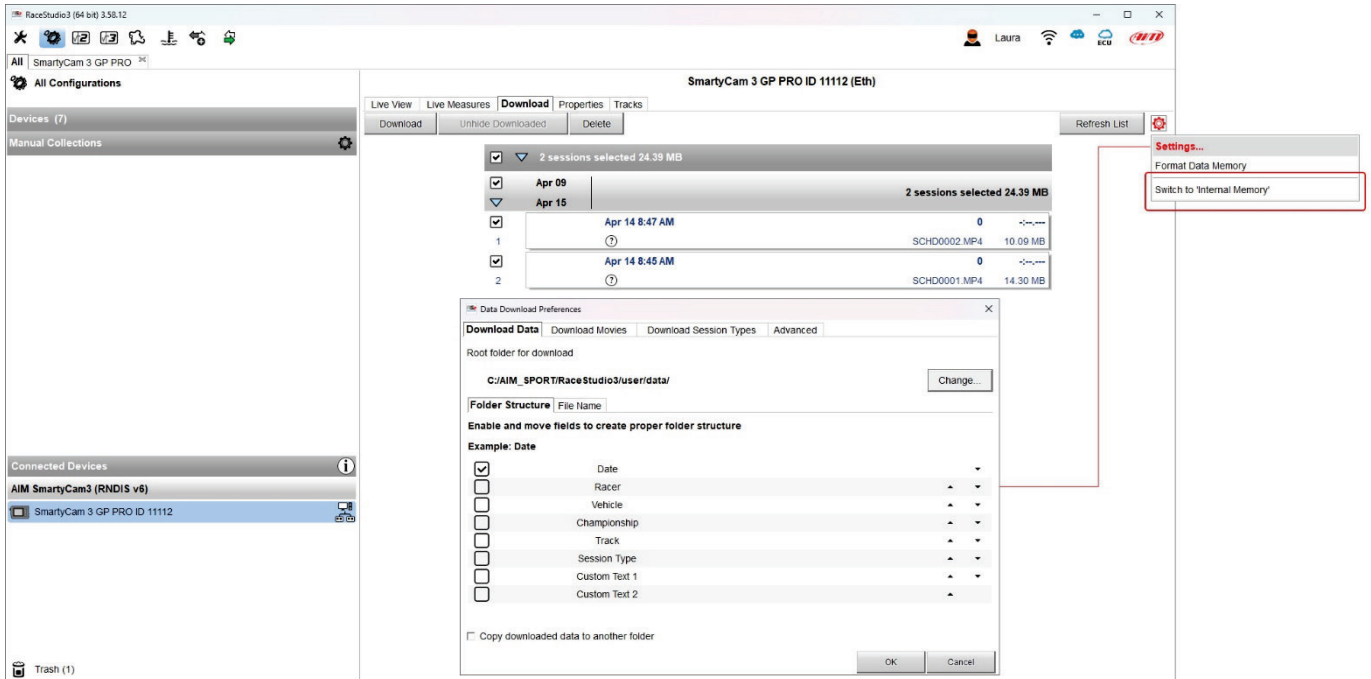 RaceStudio3 (64 bit) 3.58.12
Laura
ECU
All SmartyCam 3 GP PRO
All Configurations
SmartyCam 3 GP PRO ID 11112 (Eth)
Live View Live Measures Download Properties Tracks
Devices (7)
Download Unhide Downloaded Delete Refresh List
Manual Collections
Settings...
Format Data Memory
Switch to 'Internal Memory'
2 sessions selected 24.39 MB
Apr 09
2 sessions selected 24.39 MB
Apr 15
Apr 14 8:47 AM 0 -:--.---
1 SCHD0002.MP4 10.09 MB
Apr 14 8:45 AM 0 -:--.---
2 SCHD0001.MP4 14.30 MB
Data Download Preferences
Download Data Download Movies Download Session Types Advanced
Root folder for download
C:/AIM_SPORT/RaceStudio3/user/data/ Change...
Folder Structure File Name
Enable and move fields to create proper folder structure
Example: Date
Date
Racer
Vehicle
Championship
Track
Session Type
Custom Text 1
Custom Text 2
Copy downloaded data to another folder
OK Cancel
Connected Devices
AIM SmartyCam3 (RNDIS v6)
SmartyCam 3 GP PRO ID 11112
Trash (1)